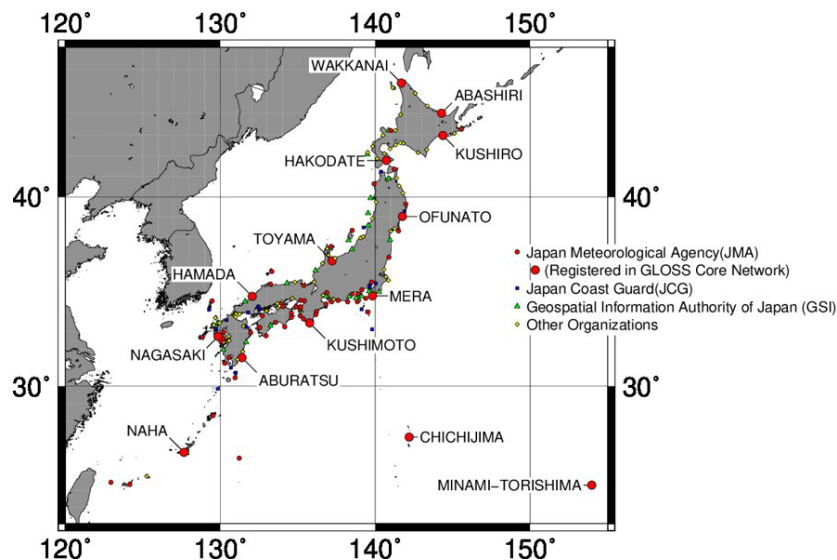 120° 130° 140° 150°
WAKKANAI
ABASHIRI
KUSHIRO
HAKODATE
40° 40°
OFUNATO
TOYAMA
Japan Meteorological Agency(JMA)
(Registered in GLOSS Core Network)
HAMADA
Japan Coast Guard(JCG)
MERA
Geospatial Information Authority of Japan (GSI)
Other Organizations
KUSHIMOTO
NAGASAKI
ABURATSU
30° 30°
NAHA
CHICHIJIMA
MINAMI-TORISHIMA
120° 130° 140° 150°